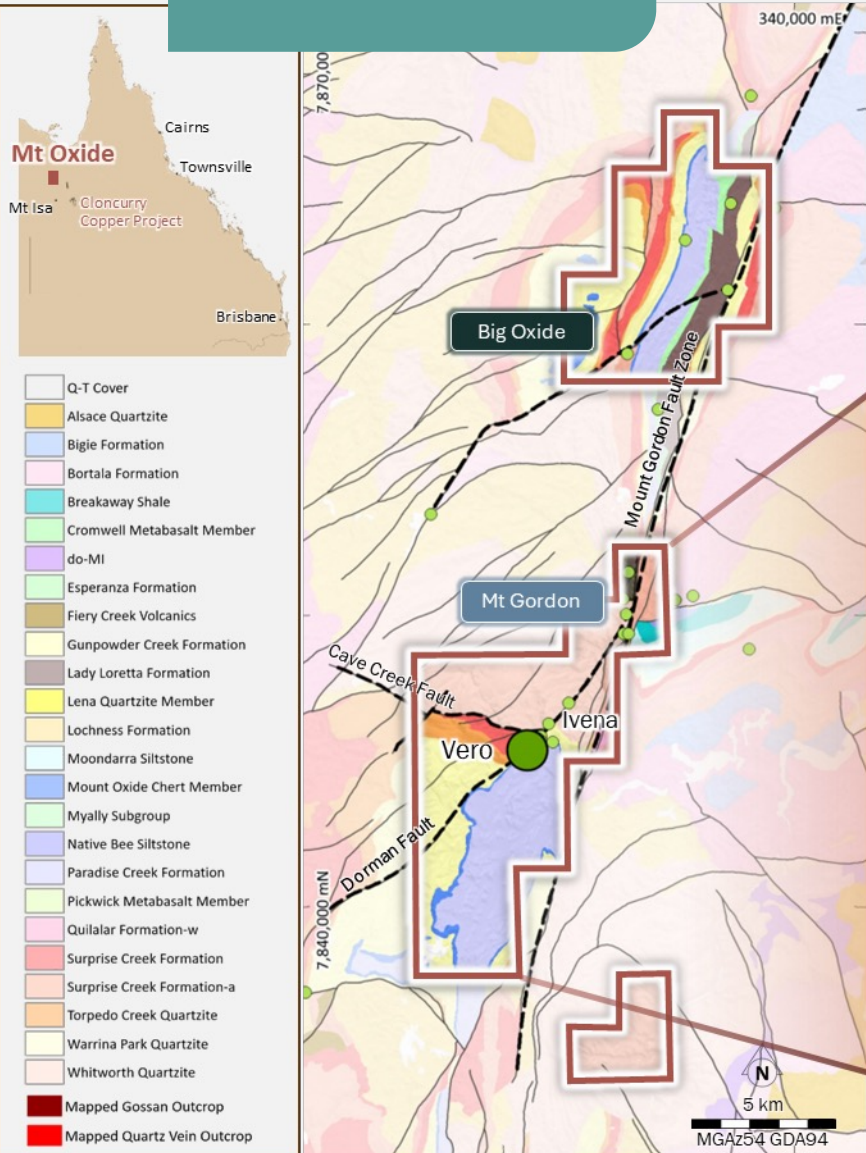 Cairns
Mt Oxide
Townsville
Mt Isa
Cloncurry
Copper Project
Brisbane
Q-T Cover
Alsace Quartzite
Bigie Formation
Bortala Formation
Breakaway Shale
Cromwell Metabasalt Member
do-MI
Esperanza Formation
Fiery Creek Volcanics
Gunpowder Creek Formation
Lady Loretta Formation
Lena Quartzite Member
Lochness Formation
Moondarra Siltstone
Mount Oxide Chert Member
Myally Subgroup
Native Bee Siltstone
Paradise Creek Formation
Pickwick Metabasalt Member
Quilalar Formation-w
Surprise Creek Formation
Surprise Creek Formation-a
Torpedo Creek Quartzite
Warrina Park Quartzite
Whitworth Quartzite
Mapped Gossan Outcrop
Mapped Quartz Vein Outcrop
340,000 mE
7,870,00
Big Oxide
Mount Gordon Fault Zone
Mt Gordon
Cave Creek Fault
Ivena
Vero
Dorman Fault
7,840,000 mN
N
5 km
MGAz54 GDA94